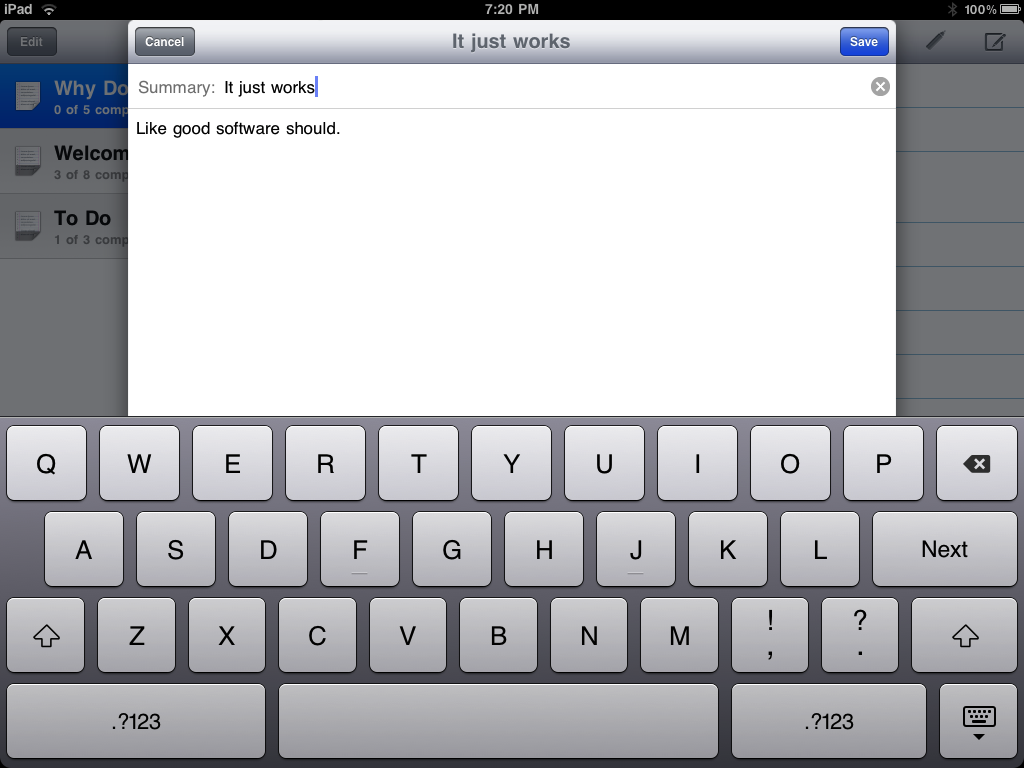 iPad 7:20 PM 100%
Edit Cancel It just works Save
Summary: It just works
Like good software should.
Why Do
0 of 5 comp
Welcom
3 of 8 comp
To Do
1 of 3 comp
Q W E R T Y U I O P
A S D F G H J K L Next
Z X C V B N M ! , ? .
.?123 .?123